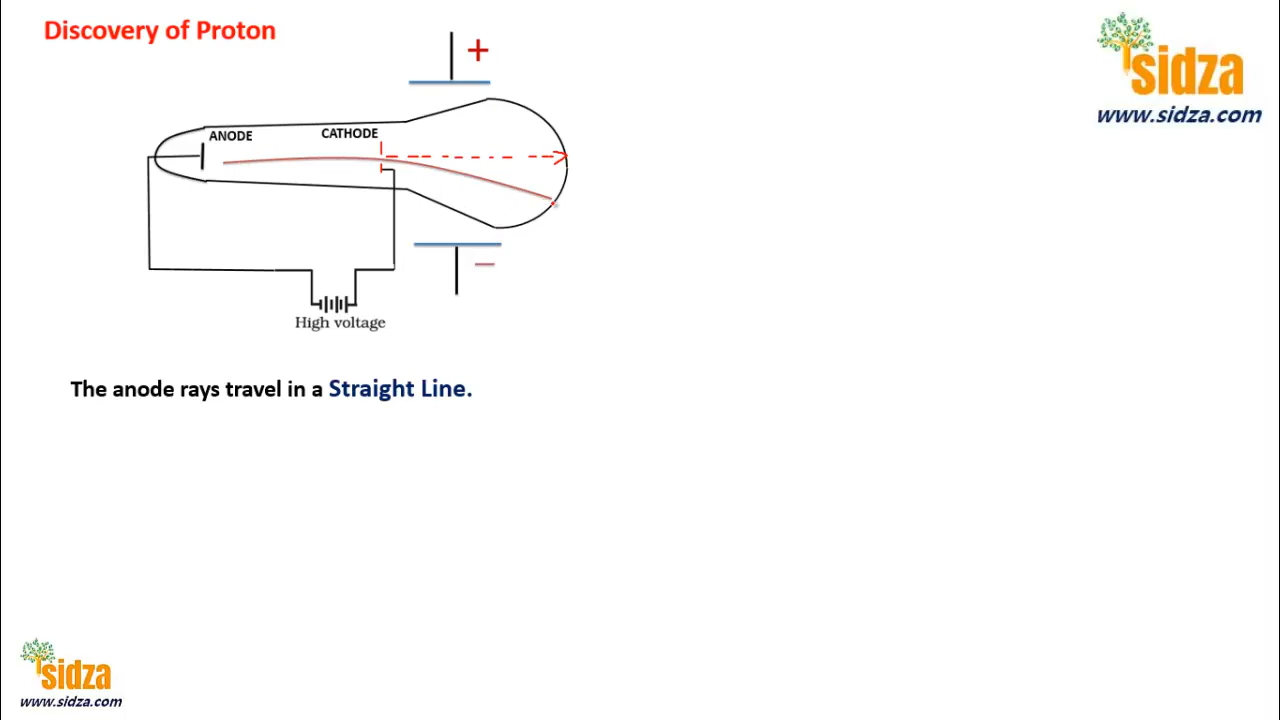 Discovery of Proton
+
sidza
www.sidza.com
ANODE
CATHODE
–
High voltage
The anode rays travel in a Straight Line.
sidza
www.sidza.com